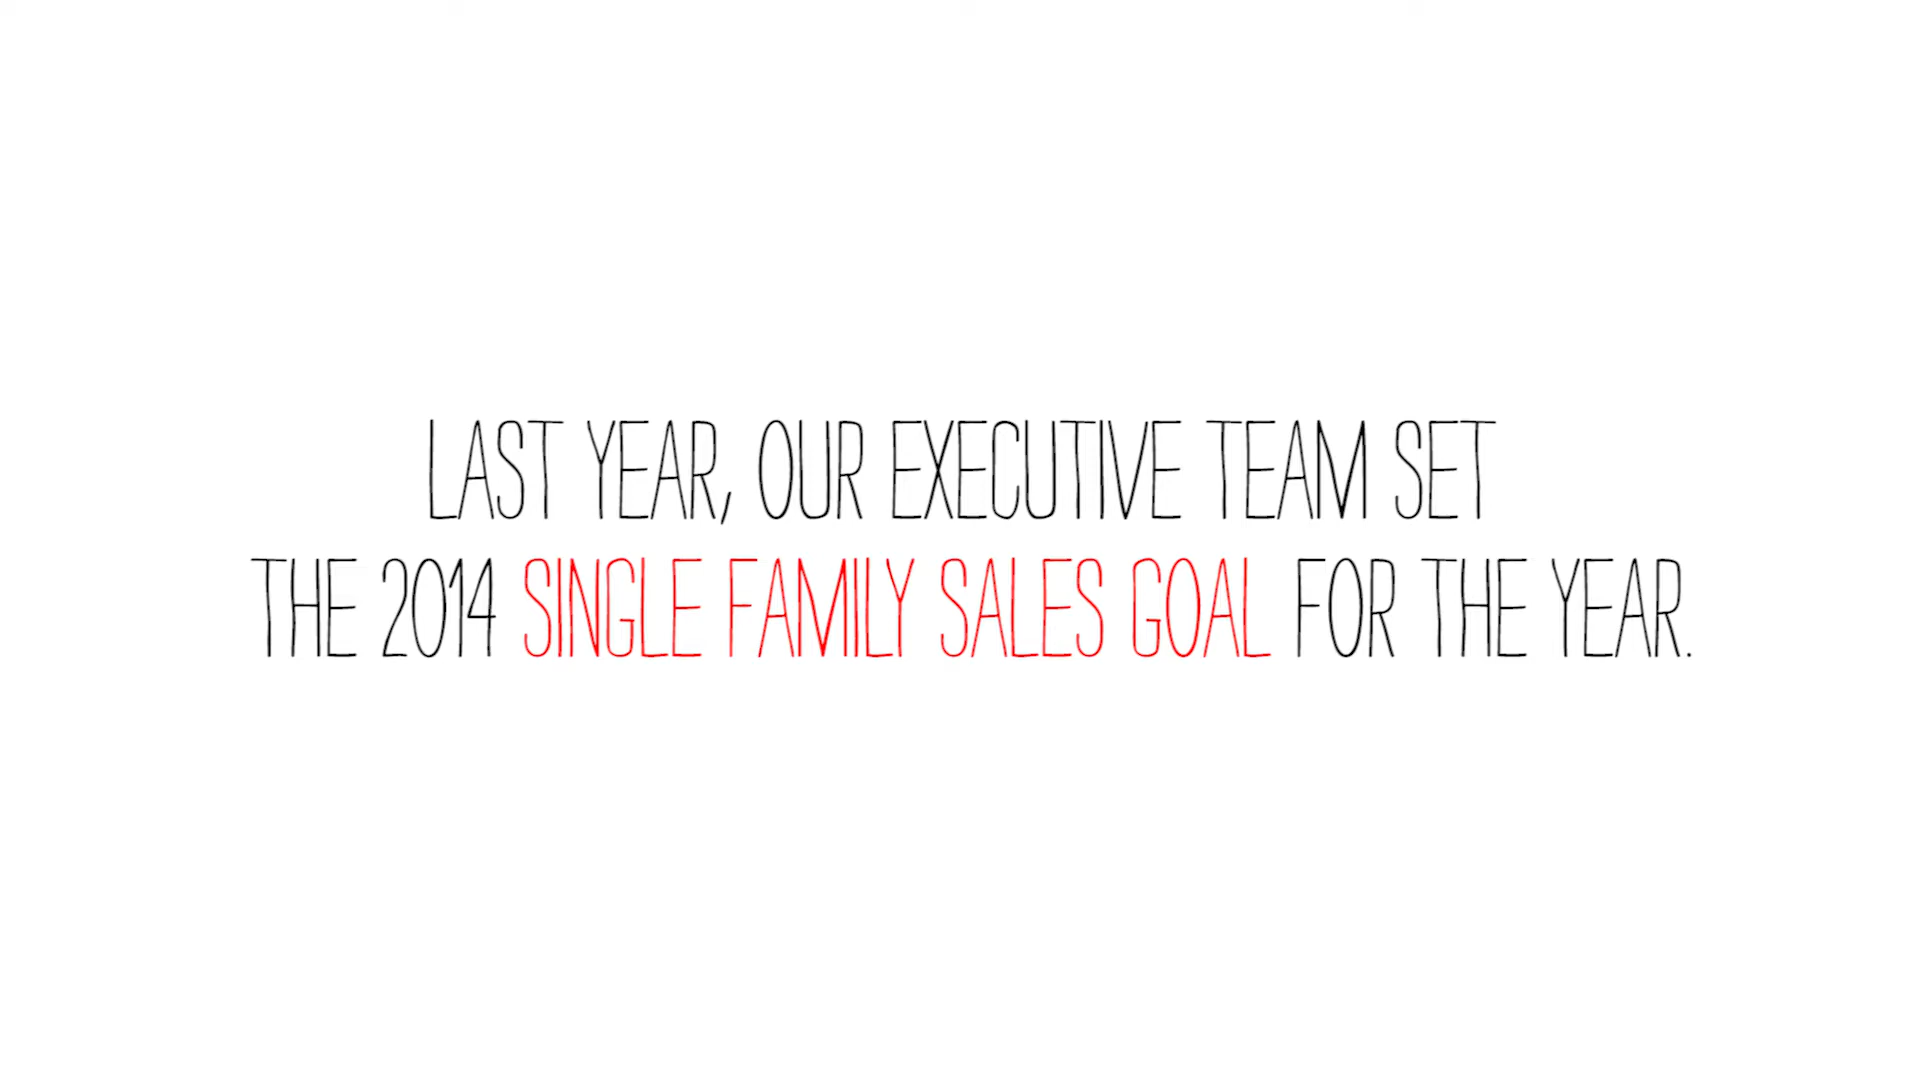 LAST YEAR, OUR EXECUTIVE TEAM SET
THE 2014 SINGLE FAMILY SALES GOAL FOR THE YEAR.